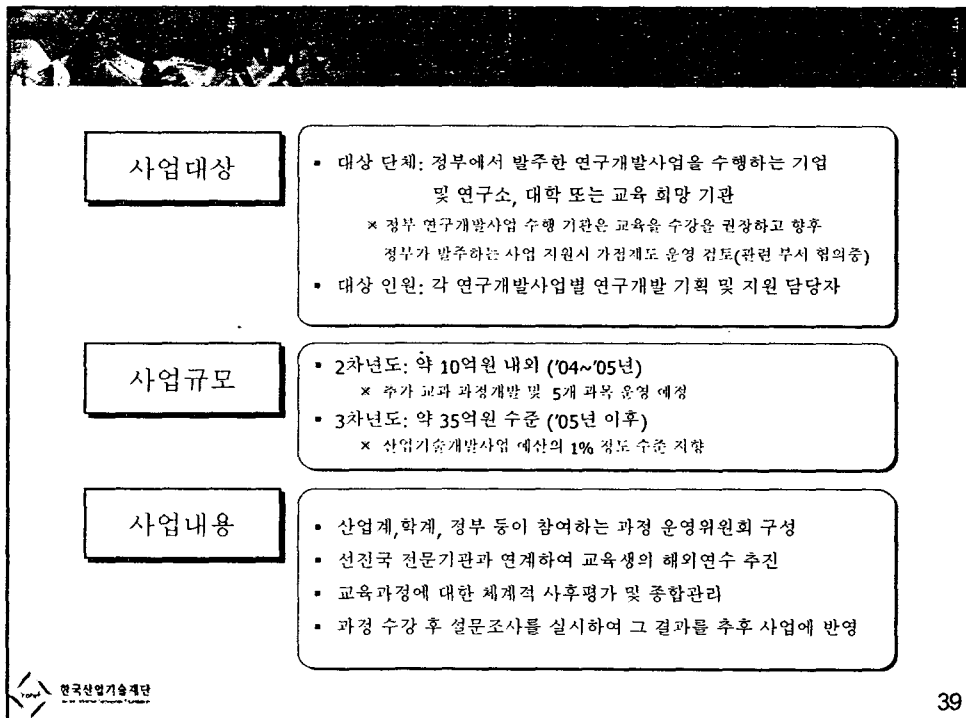 사업대상
▪ 대상 단체: 정부에서 발주한 연구개발사업을 수행하는 기업
및 연구소, 대학 또는 교육 희망 기관
× 정부 연구개발사업 수행 기관은 교육을 수강을 권장하고 향후
정부가 발주하는 사업 지원시 가점제도 운영 검토(관련 부서 협의중)
▪ 대상 인원: 각 연구개발사업별 연구개발 기획 및 지원 담당자
사업규모
▪ 2차년도: 약 10억원 내외 ('04~'05년)
× 추가 교과 과정개발 및 5개 과목 운영 예정
▪ 3차년도: 약 35억원 수준 ('05년 이후)
× 산업기술개발사업 예산의 1% 정도 수준 지향
사업내용
▪ 산업계,학계, 정부 등이 참여하는 과정 운영위원회 구성
▪ 선진국 전문기관과 연계하여 교육생의 해외연수 추진
▪ 교육과정에 대한 체계적 사후평가 및 종합관리
▪ 과정 수강 후 설문조사를 실시하여 그 결과를 추후 사업에 반영
한국산업기술재단
39